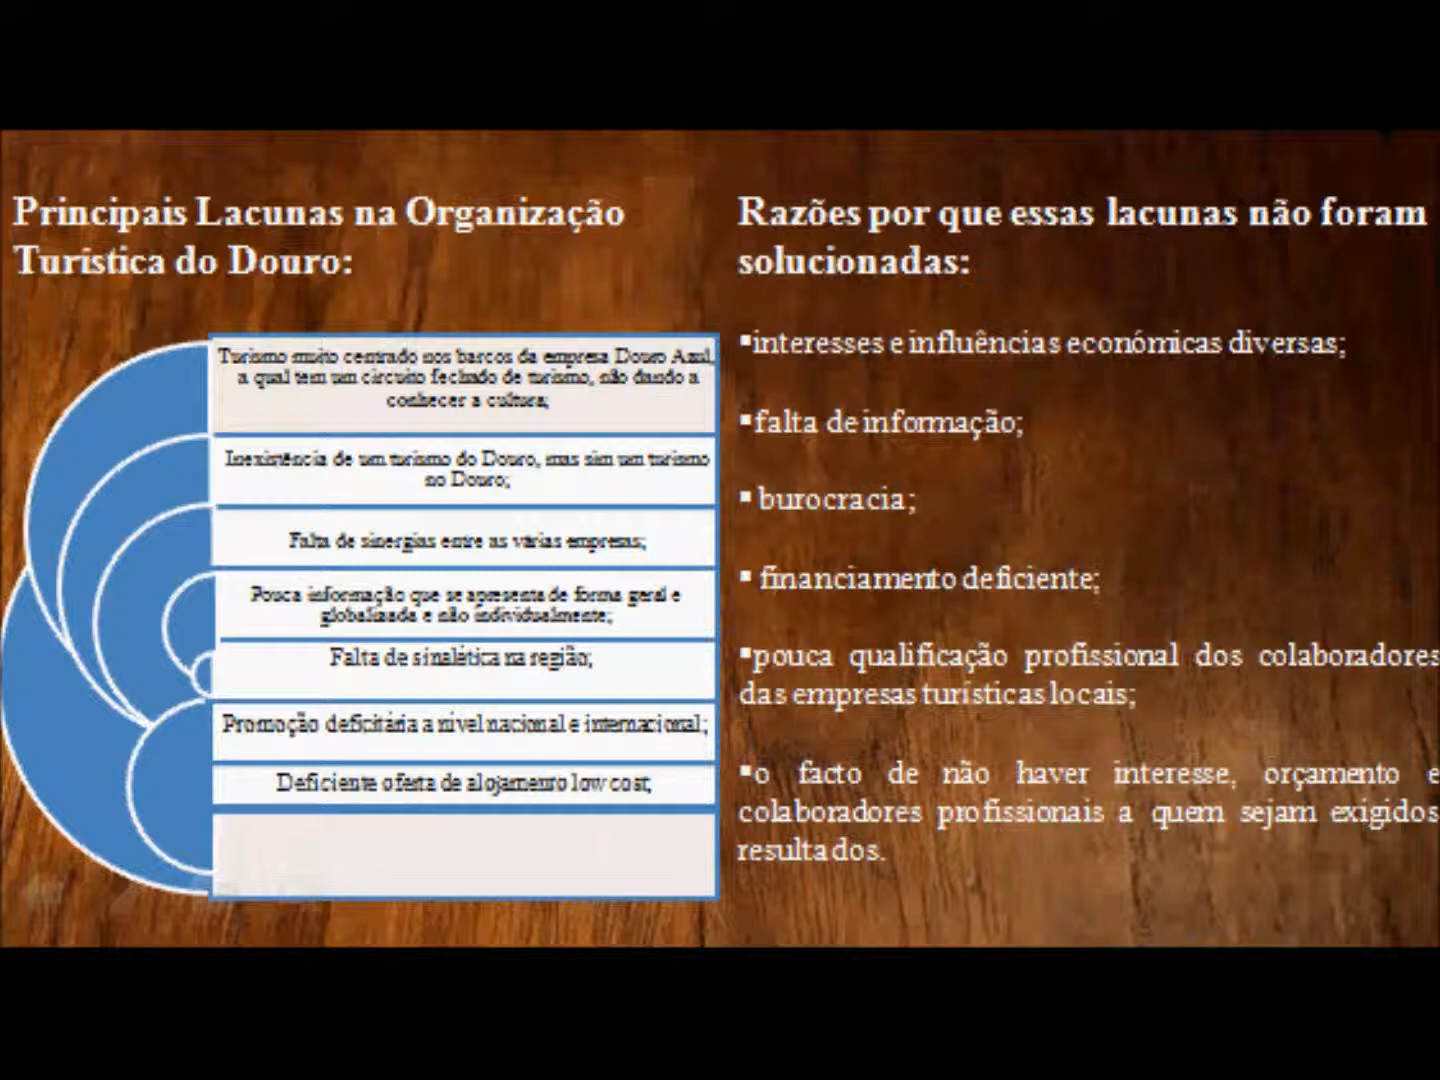 Principais Lacunas na Organização
Turística do Douro:
Turismo muito centrado nos barcos da empresa Douro Azul,
a qual tem um circuito fechado de turismo, não dando a
conhecer a cultura;
Inexistência de um turismo do Douro, mas sim um turismo
no Douro;
Falta de sinergias entre as várias empresas;
Pouca informação que se apresenta de forma geral e
globalizada e não individualmente;
Falta de sinalética na região;
Promoção deficitária a nível nacional e internacional;
Deficiente oferta de alojamento low cost;
Razões por que essas lacunas não foram
solucionadas:
▪interesses e influências económicas diversas;
▪falta de informação;
▪ burocracia;
▪ financiamento deficiente;
▪pouca qualificação profissional dos colaboradores
das empresas turísticas locais;
▪o facto de não haver interesse, orçamento e
colaboradores profissionais a quem sejam exigidos
resultados.